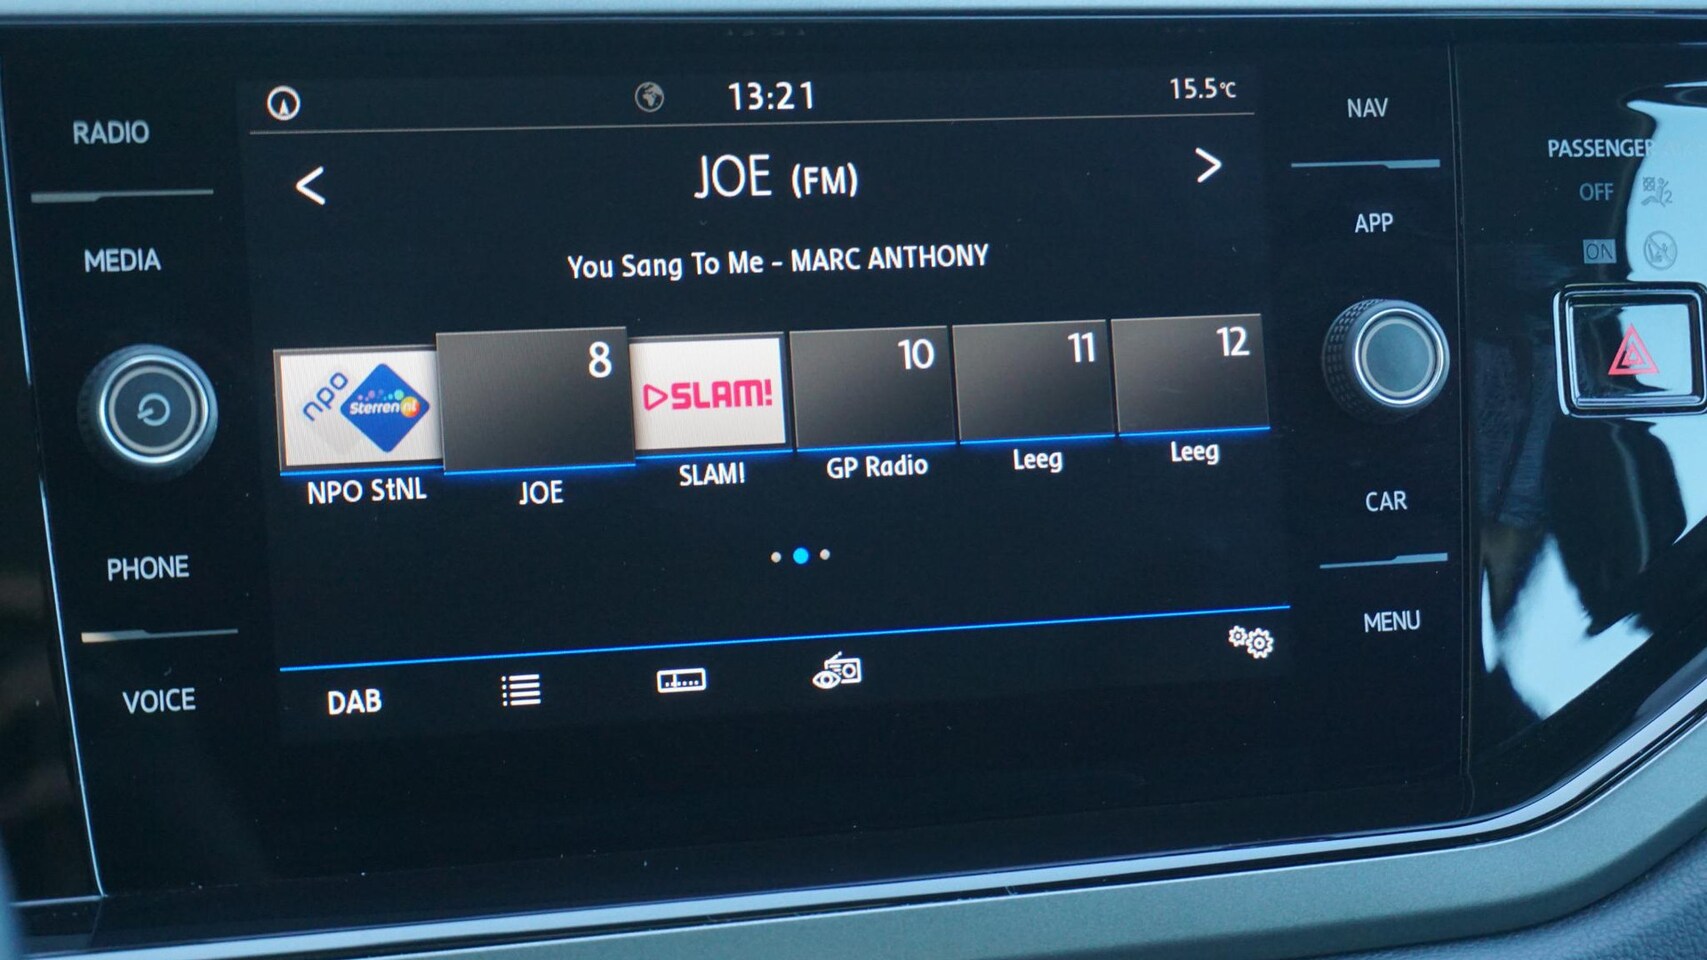 RADIO
MEDIA
PHONE
VOICE
13:21
15.5°C
JOE (FM)
You Sang To Me - MARC ANTHONY
npo Sterren nl
8
SLAM!
10
11
12
NPO StNL
JOE
SLAM!
GP Radio
Leeg
Leeg
DAB
NAV
APP
CAR
MENU
PASSENGER
OFF
ON